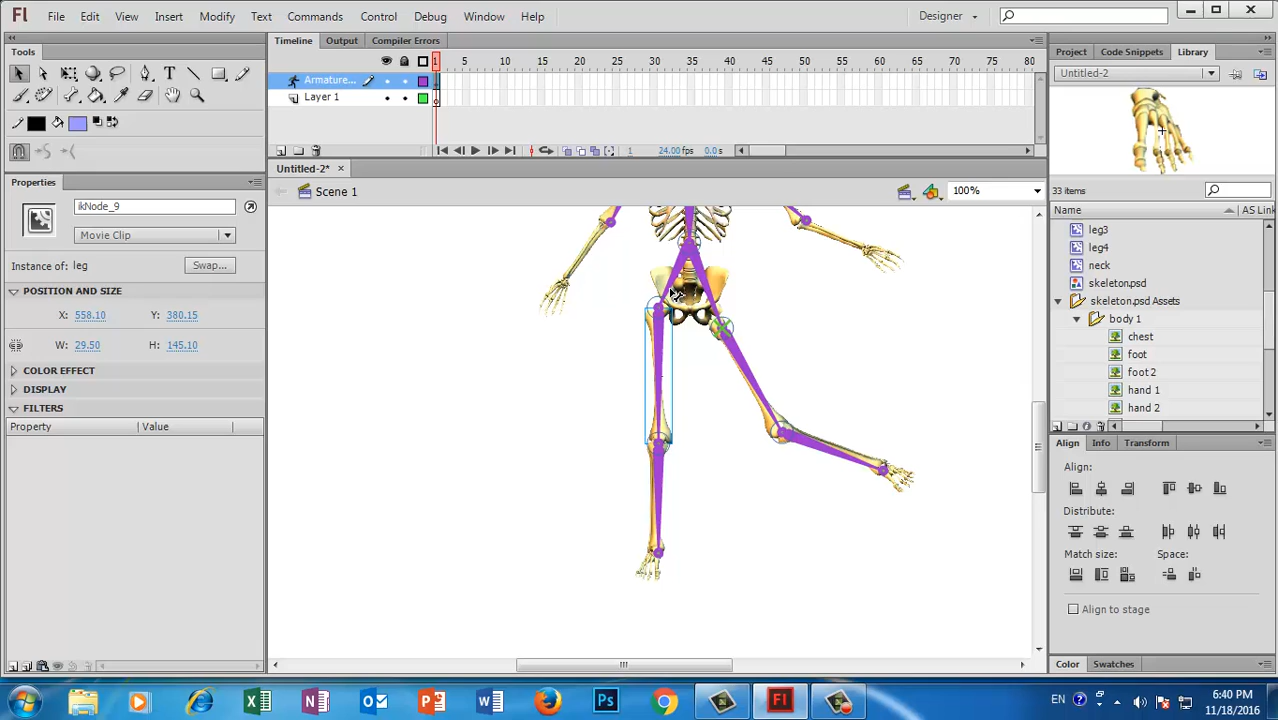 Fl File Edit View Insert Modify Text Commands Control Debug Window Help Designer
Tools
Timeline Output Compiler Errors
1 5 10 15 20 25 30 35 40 45 50 55 60 65 70 75 80
Armature...
Layer 1
1 24.00 fps 0.0 s
Untitled-2*
Scene 1
100%
Properties
ikNode_9
Movie Clip
Instance of: leg Swap...
POSITION AND SIZE
X: 558.10 Y: 380.15
W: 29.50 H: 145.10
COLOR EFFECT
DISPLAY
FILTERS
Property Value
Project Code Snippets Library
Untitled-2
33 items
Name AS Link
leg3
leg4
neck
skeleton.psd
skeleton.psd Assets
body 1
chest
foot
foot 2
hand 1
hand 2
Align Info Transform
Align:
Distribute:
Match size: Space:
Align to stage
Color Swatches
EN 6:40 PM
11/18/2016
Ps Fl